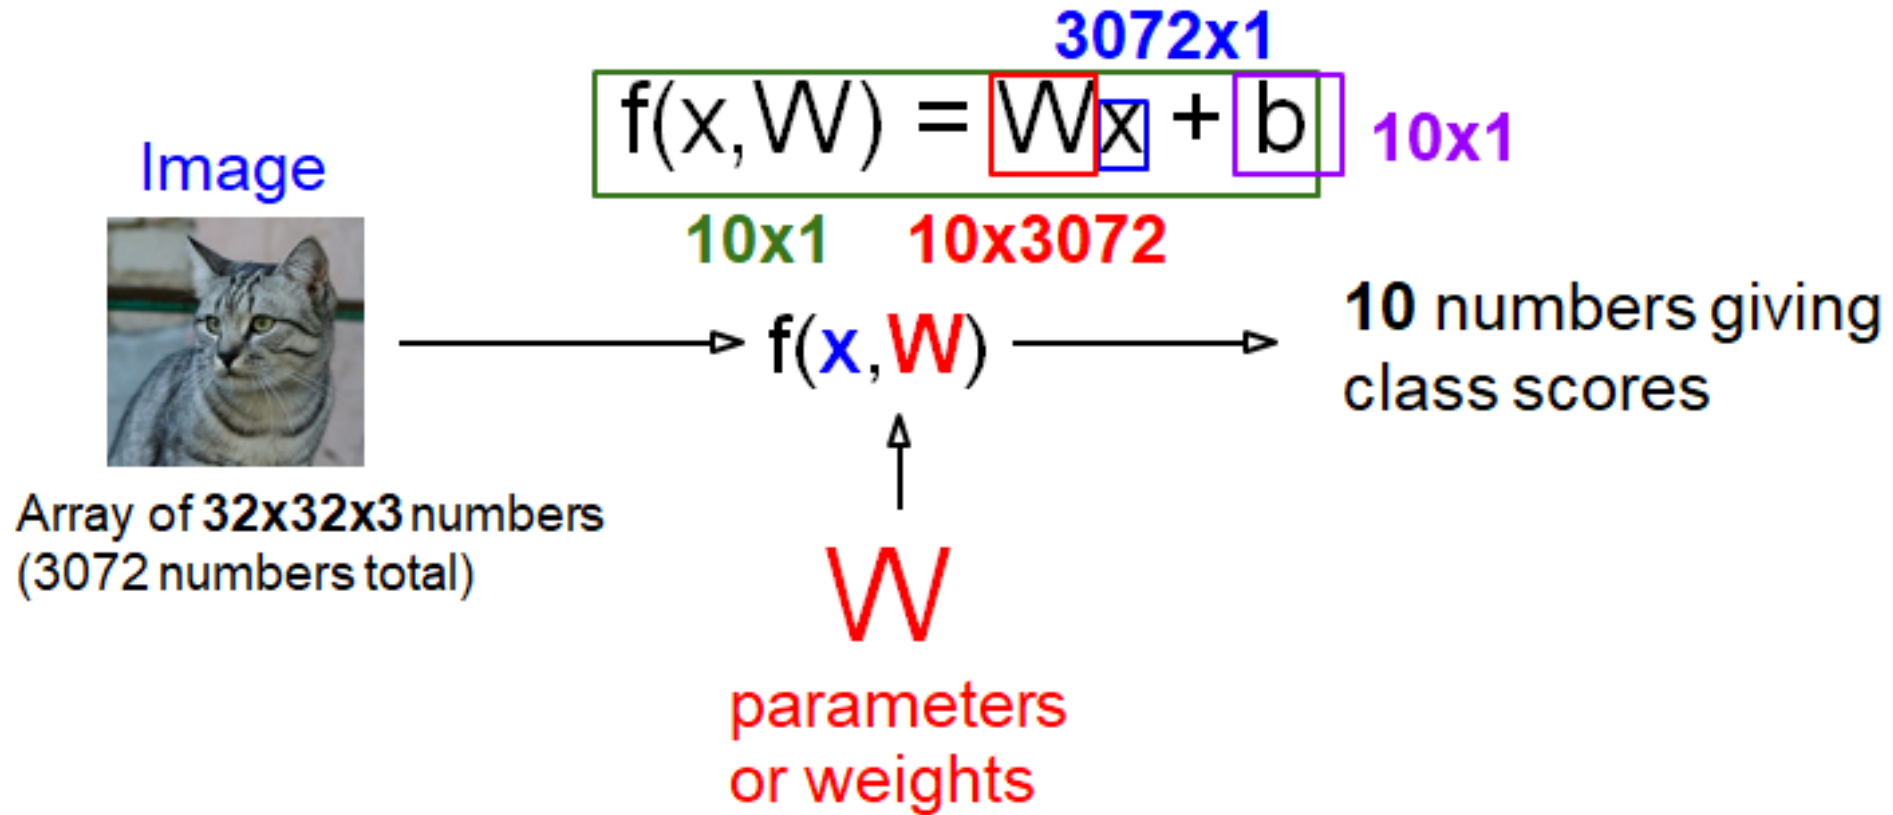 3072x1
f(x,W) = Wx + b
10x1
Image
10x1
10x3072
f(x,W)
10 numbers giving
class scores
Array of 32x32x3 numbers
(3072 numbers total)
W
parameters
or weights